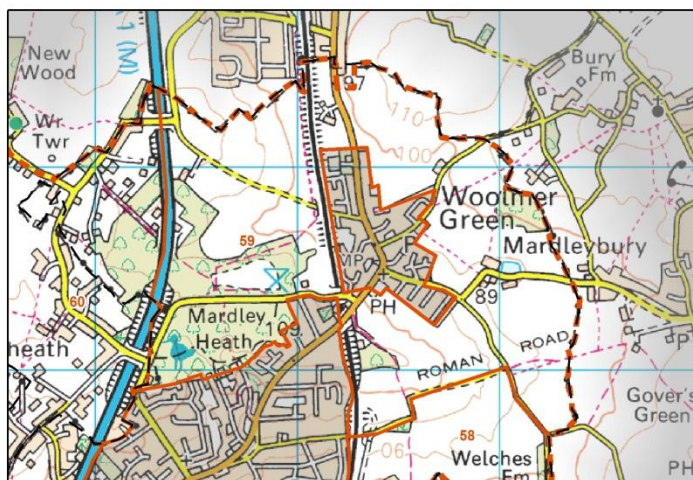 New
Wood
1 (M)
Bury
Fm
110
100
Wr
Twr
Woolmer
Green
59
MP
Mardleybury
60
89
PH
Mardley
Heath
109
heath
ROMAN ROAD
Gover's
Green
90
58
Welches
Fm
PH